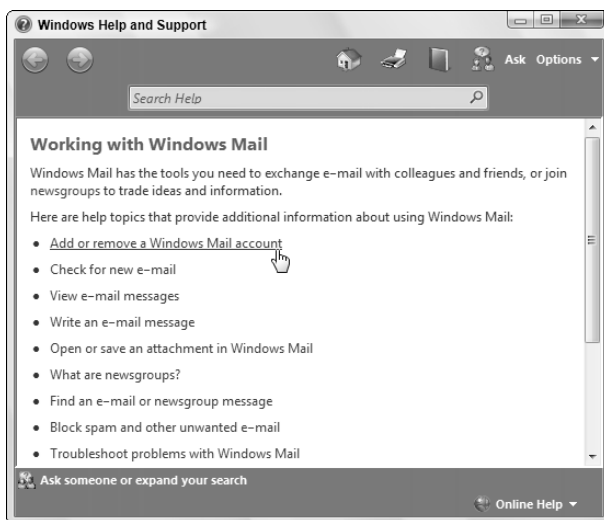 Windows Help and Support
Ask Options
Search Help
Working with Windows Mail
Windows Mail has the tools you need to exchange e-mail with colleagues and friends, or join
newsgroups to trade ideas and information.
Here are help topics that provide additional information about using Windows Mail:
• Add or remove a Windows Mail account
• Check for new e-mail
• View e-mail messages
• Write an e-mail message
• Open or save an attachment in Windows Mail
• What are newsgroups?
• Find an e-mail or newsgroup message
• Block spam and other unwanted e-mail
• Troubleshoot problems with Windows Mail
Ask someone or expand your search
Online Help